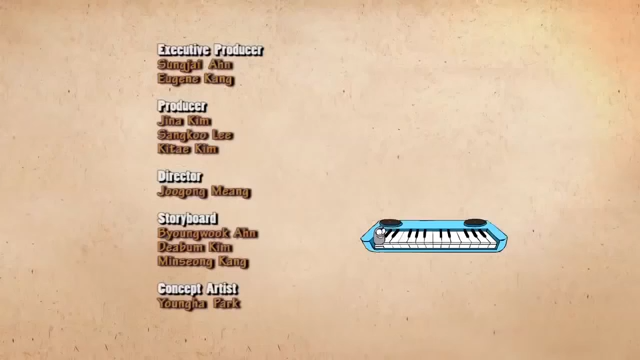 Executive Producer
Sungjai Ahn
Eugene Kang
Producer
Jina Kim
Sangkoo Lee
Kitae Kim
Director
Joogong Meang
Storyboard
Byoungwook Ahn
Deabum Kim
Minseong Kang
Concept Artist
Youngha Park